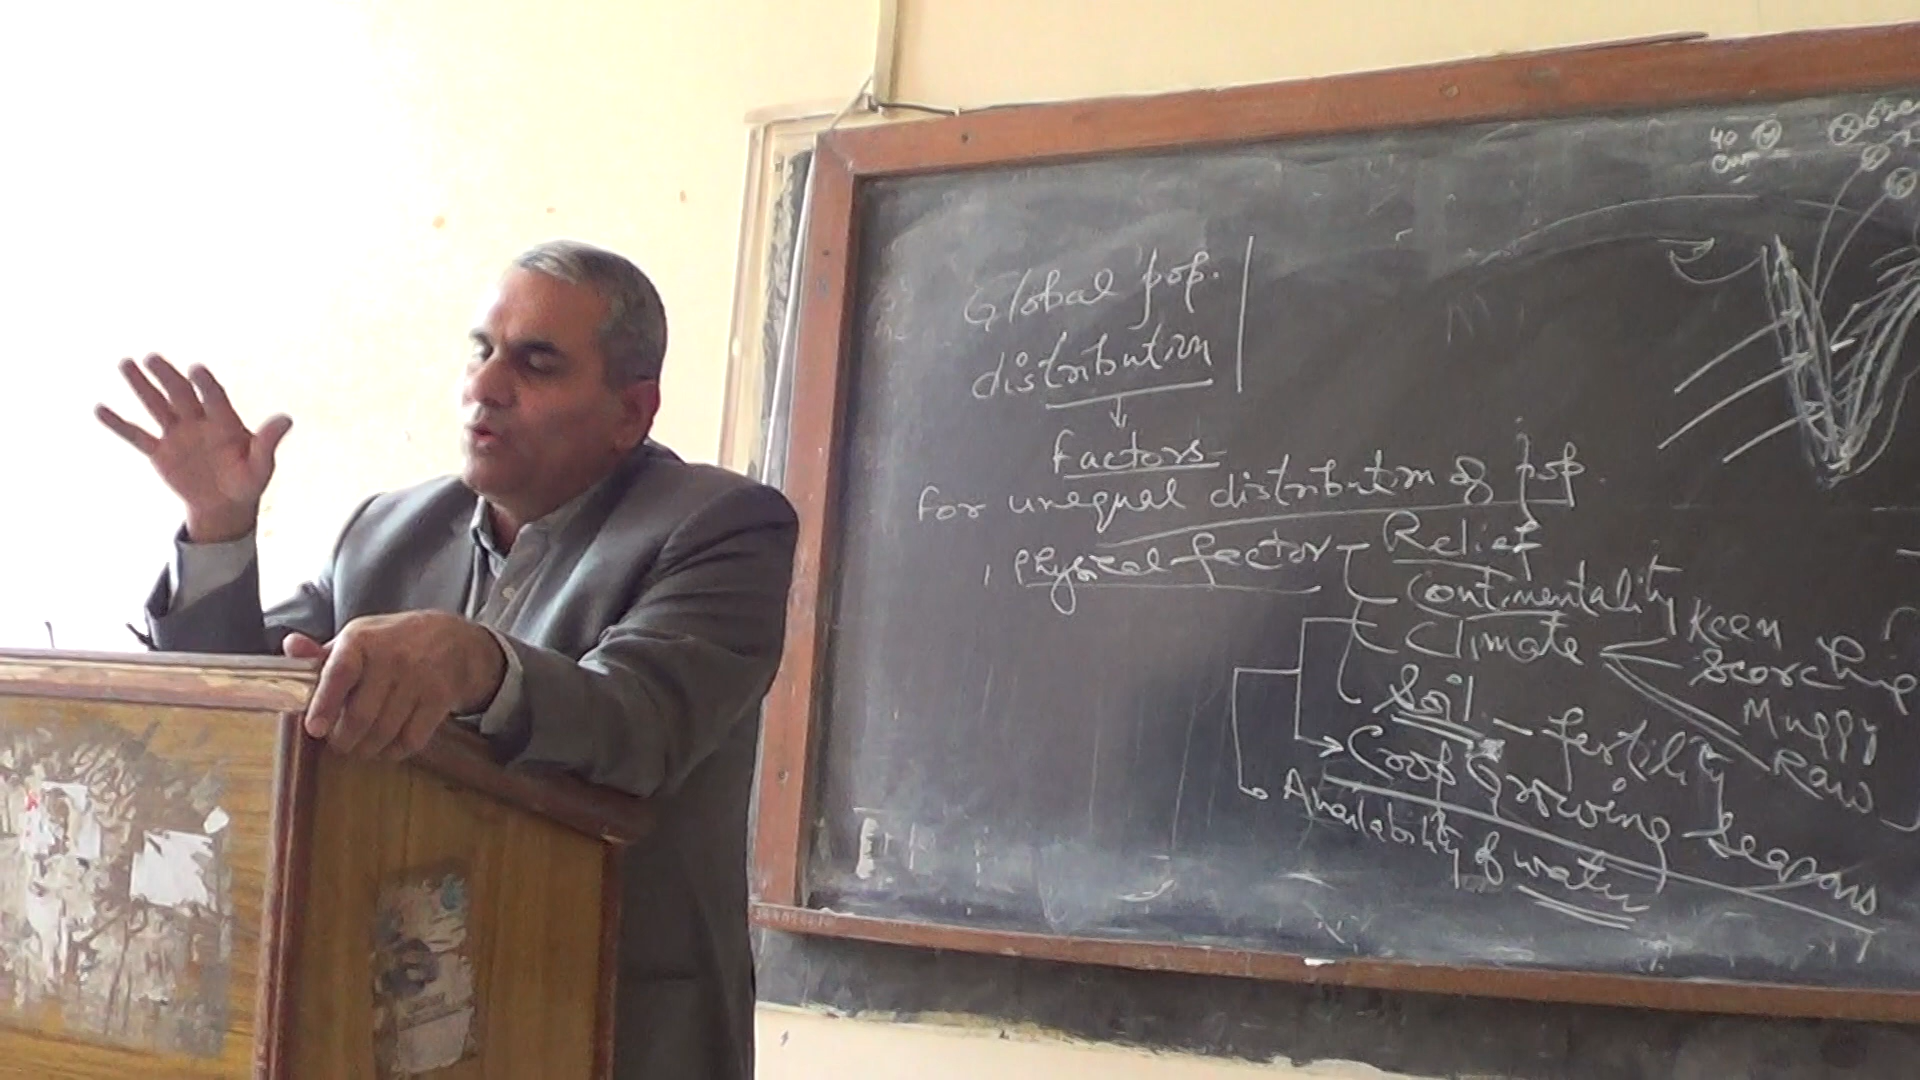 Global pop.
distribution
Factors
For unequal distribution of pop.
1 Physical factor Relief
Continentality
Climate Keen
Scorching
Muggy
Raw
Soil - fertility
Crop Growing Seasons
Availability of water
40